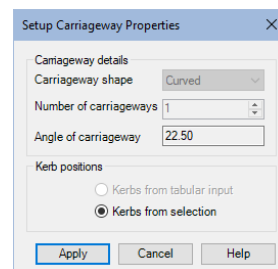 Setup Carriageway Properties
Carriageway details
Carriageway shape Curved
Number of carriageways 1
Angle of carriageway 22.50
Kerb positions
Kerbs from tabular input
Kerbs from selection
Apply Cancel Help